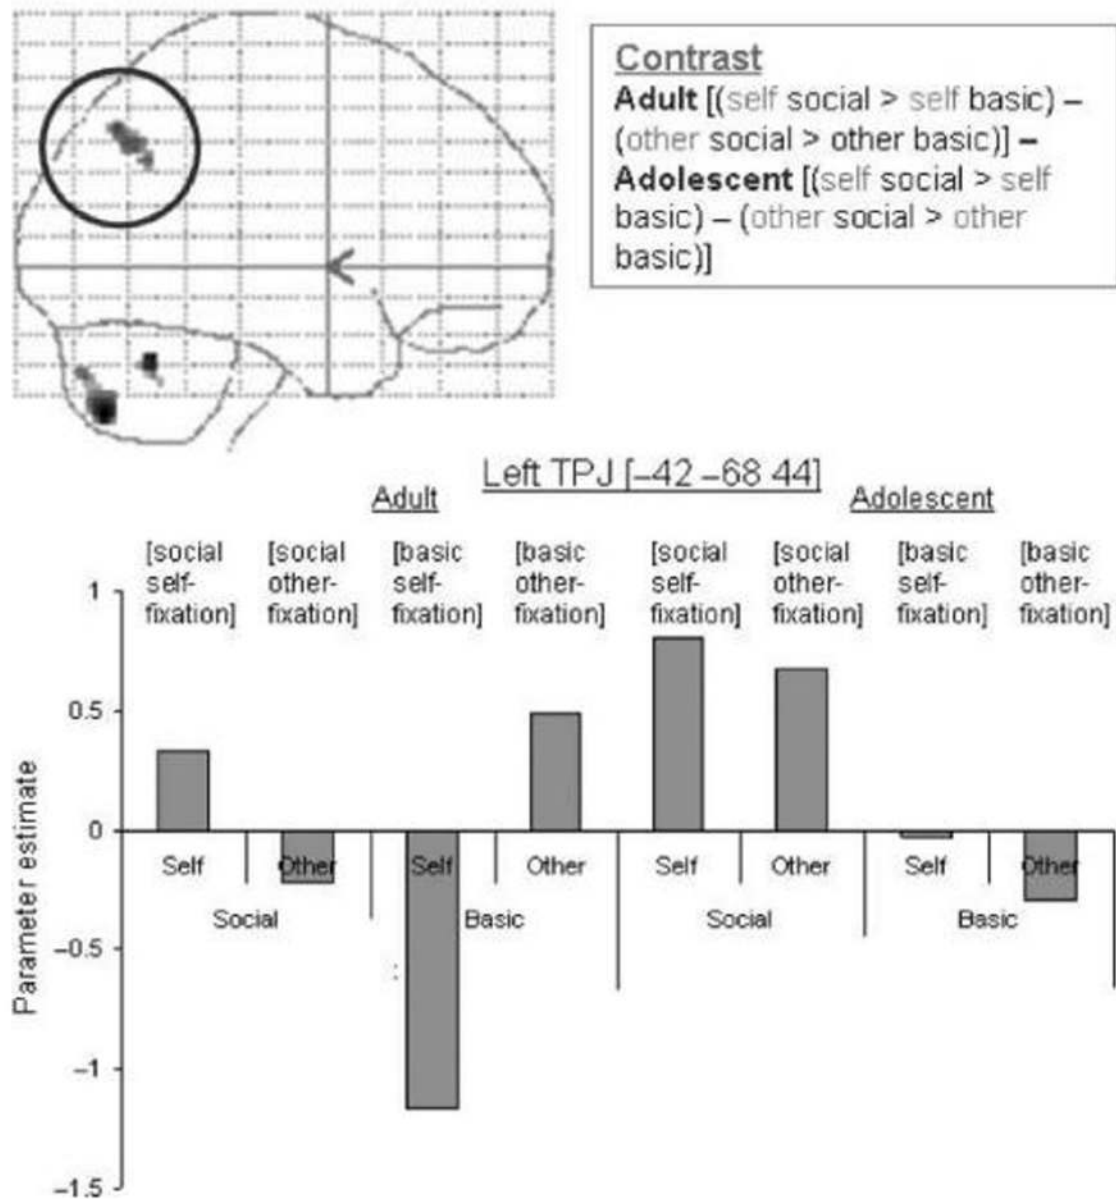 Contrast
Adult [(self social > self basic) –
(other social > other basic)] –
Adolescent [(self social > self
basic) – (other social > other
basic)]
Left TPJ [–42 –68 44]
Adult
Adolescent
[social
self-
fixation]
[social
other-
fixation]
[basic
self-
fixation]
[basic
other-
fixation]
[social
self-
fixation]
[social
other-
fixation]
[basic
self-
fixation]
[basic
other-
fixation]
Parameter estimate
1
0.5
0
–0.5
–1
–1.5
Self
Other
Self
Other
Self
Other
Self
Other
Social
Basic
Social
Basic